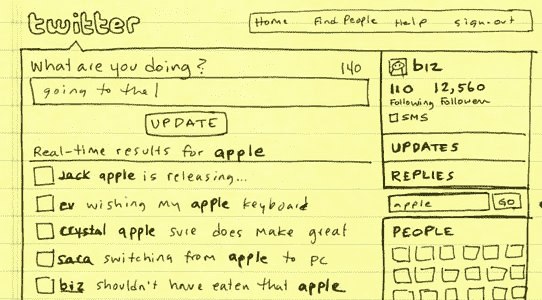 twitter
Home Find People Help sign-out
What are you doing? 140
going to the
UPDATE
Real-time results for apple
Jack apple is releasing...
ev wishing my apple keyboard
crystal apple sure does make great
sara switching from apple to PC
biz shouldn't have eaten that apple
biz
110 12,560
Following Followers
SMS
UPDATES
REPLIES
apple GO
PEOPLE